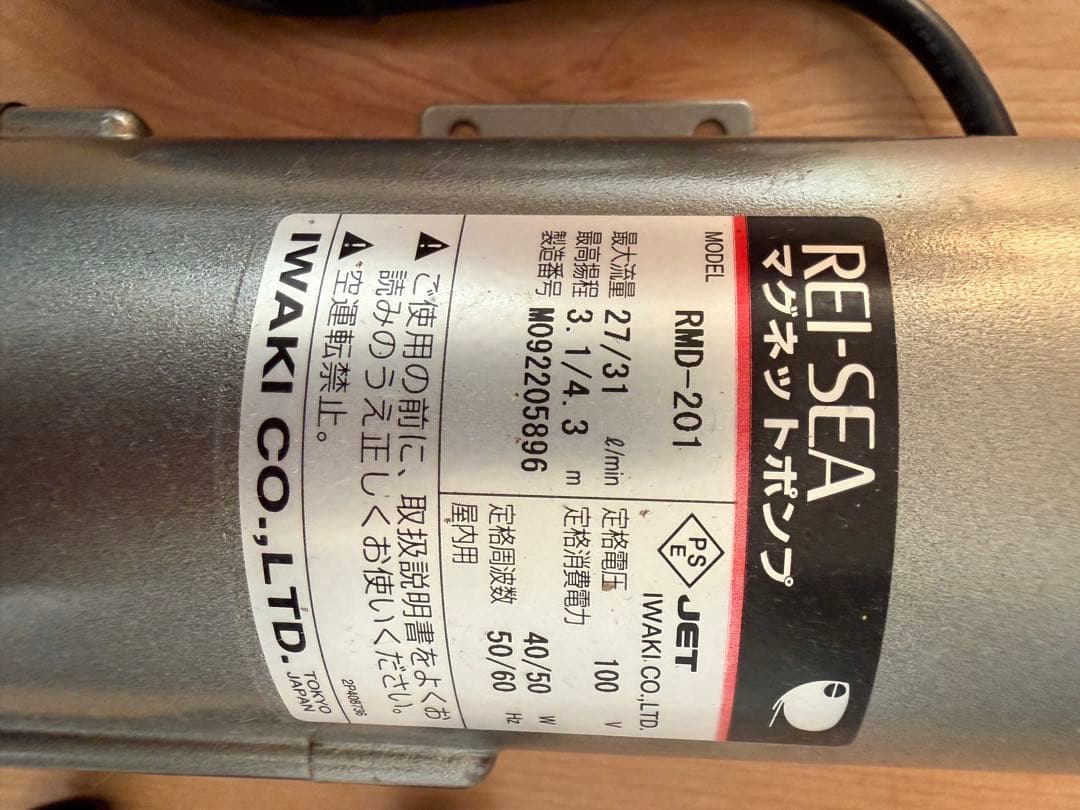 REI-SEA
マグネットポンプ
MODEL RMD-201
最大流量 27/31 ℓ/min
最高揚程 3.1/4.3 m
製造番号 M092205896
PSE JET
IWAKI.CO.,LTD.
定格電圧 100 V
定格消費電力 40/50 W
定格周波数 50/60 Hz
屋内用
⚠ ご使用の前に、取扱説明書をよくお
読みのうえ正しくお使いください。
⚠ 空運転禁止。
2P408736
IWAKI CO.,LTD. TOKYO
JAPAN